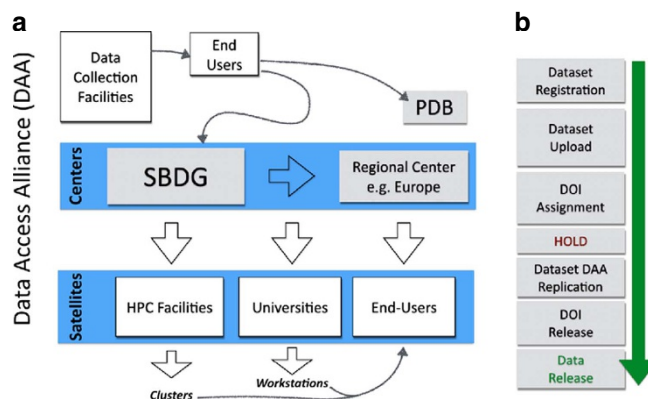 a
Data Access Alliance (DAA)
Data
Collection
Facilities
End
Users
PDB
Centers
SBDG
Regional Center
e.g. Europe
Satellites
HPC Facilities
Universities
End-Users
Clusters
Workstations
b
Dataset
Registration
Dataset
Upload
DOI
Assignment
HOLD
Dataset DAA
Replication
DOI
Release
Data
Release